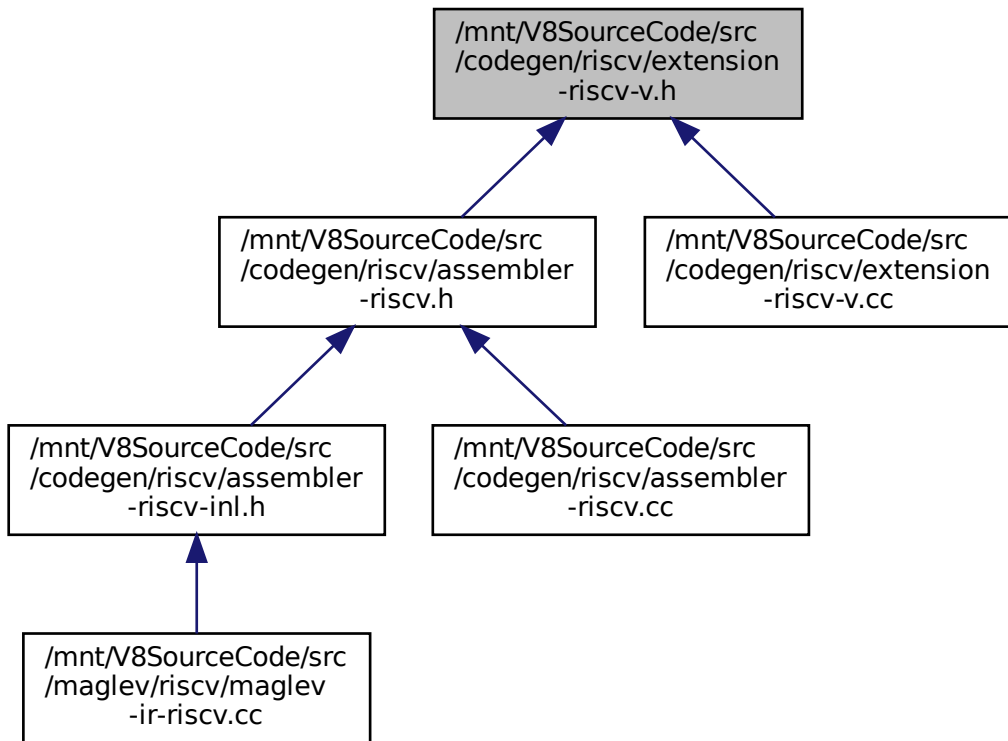 /mnt/V8SourceCode/src
/codegen/riscv/extension
-riscv-v.h
/mnt/V8SourceCode/src
/codegen/riscv/assembler
-riscv.h
/mnt/V8SourceCode/src
/codegen/riscv/extension
-riscv-v.cc
/mnt/V8SourceCode/src
/codegen/riscv/assembler
-riscv-inl.h
/mnt/V8SourceCode/src
/codegen/riscv/assembler
-riscv.cc
/mnt/V8SourceCode/src
/maglev/riscv/maglev
-ir-riscv.cc